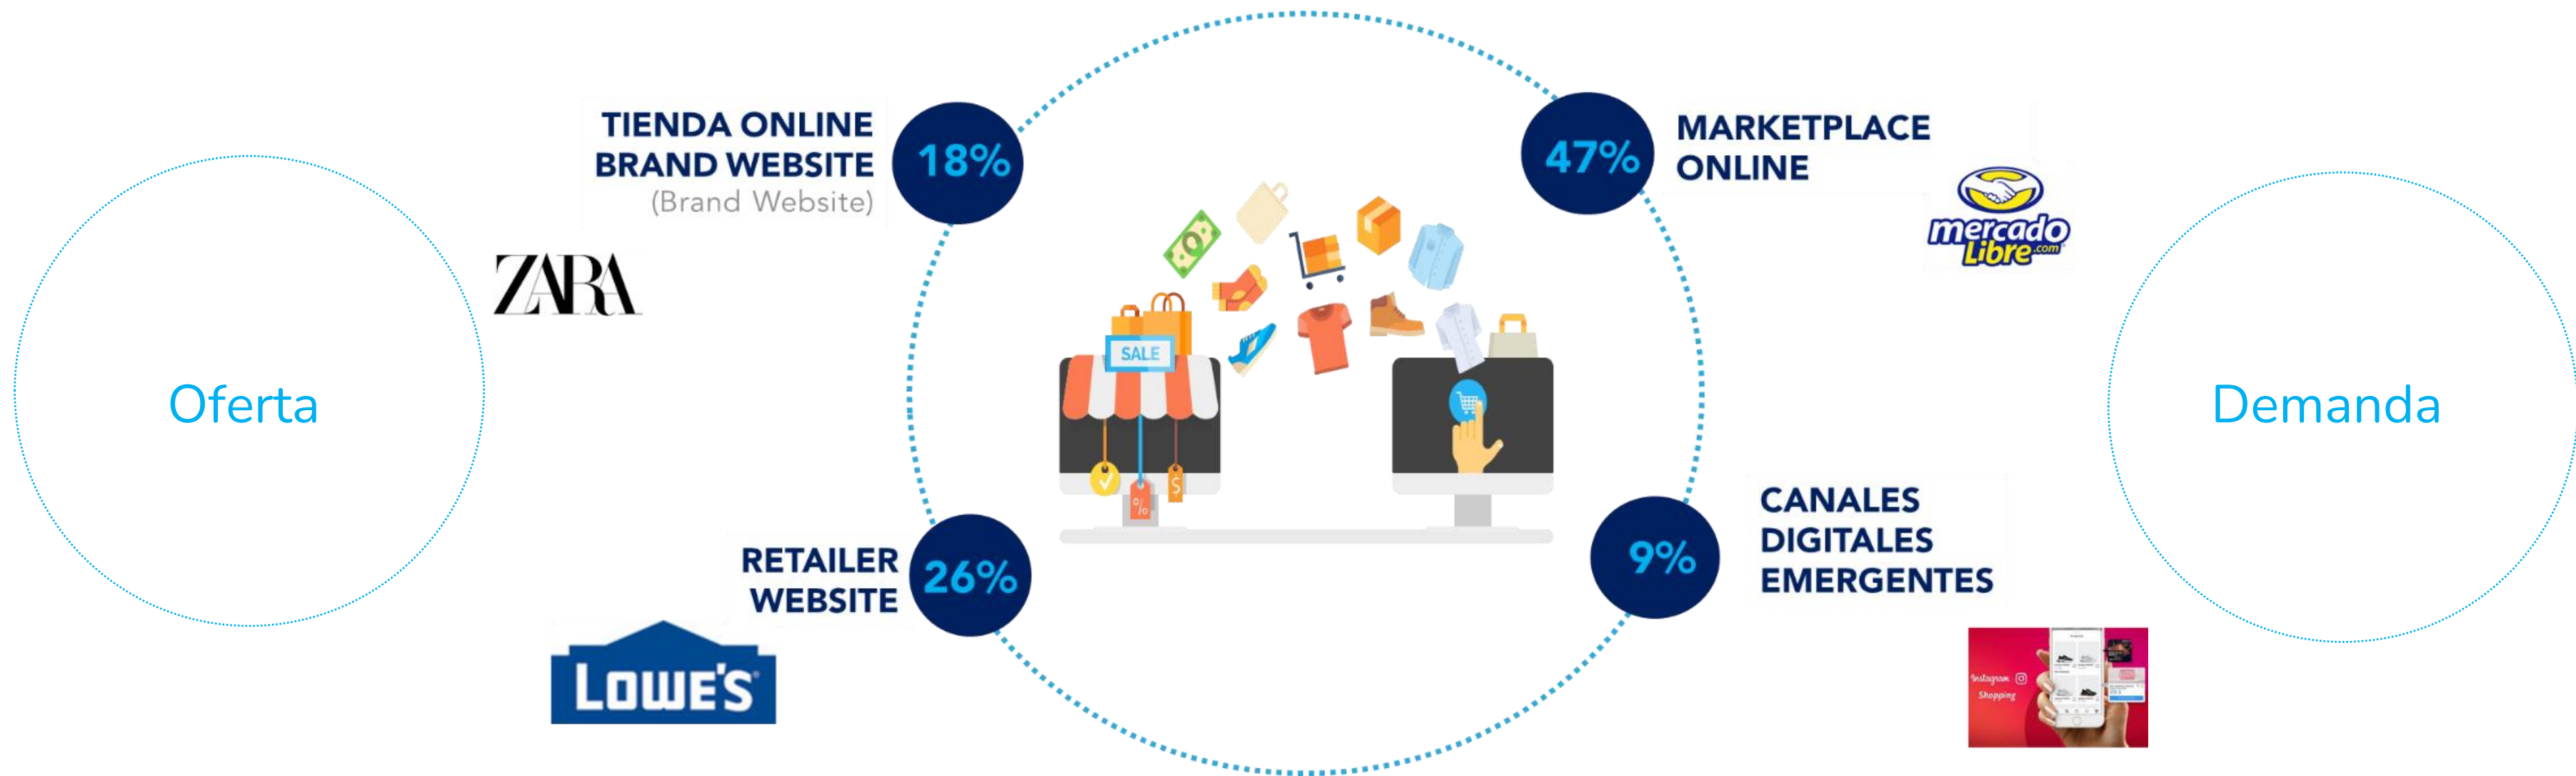 Oferta
TIENDA ONLINE
BRAND WEBSITE
(Brand Website)
18%
ZARA
RETAILER
WEBSITE
26%
LOWE'S
SALE
%
$
47%
MARKETPLACE
ONLINE
mercado
Libre.com
9%
CANALES
DIGITALES
EMERGENTES
Instagram
Shopping
Demanda